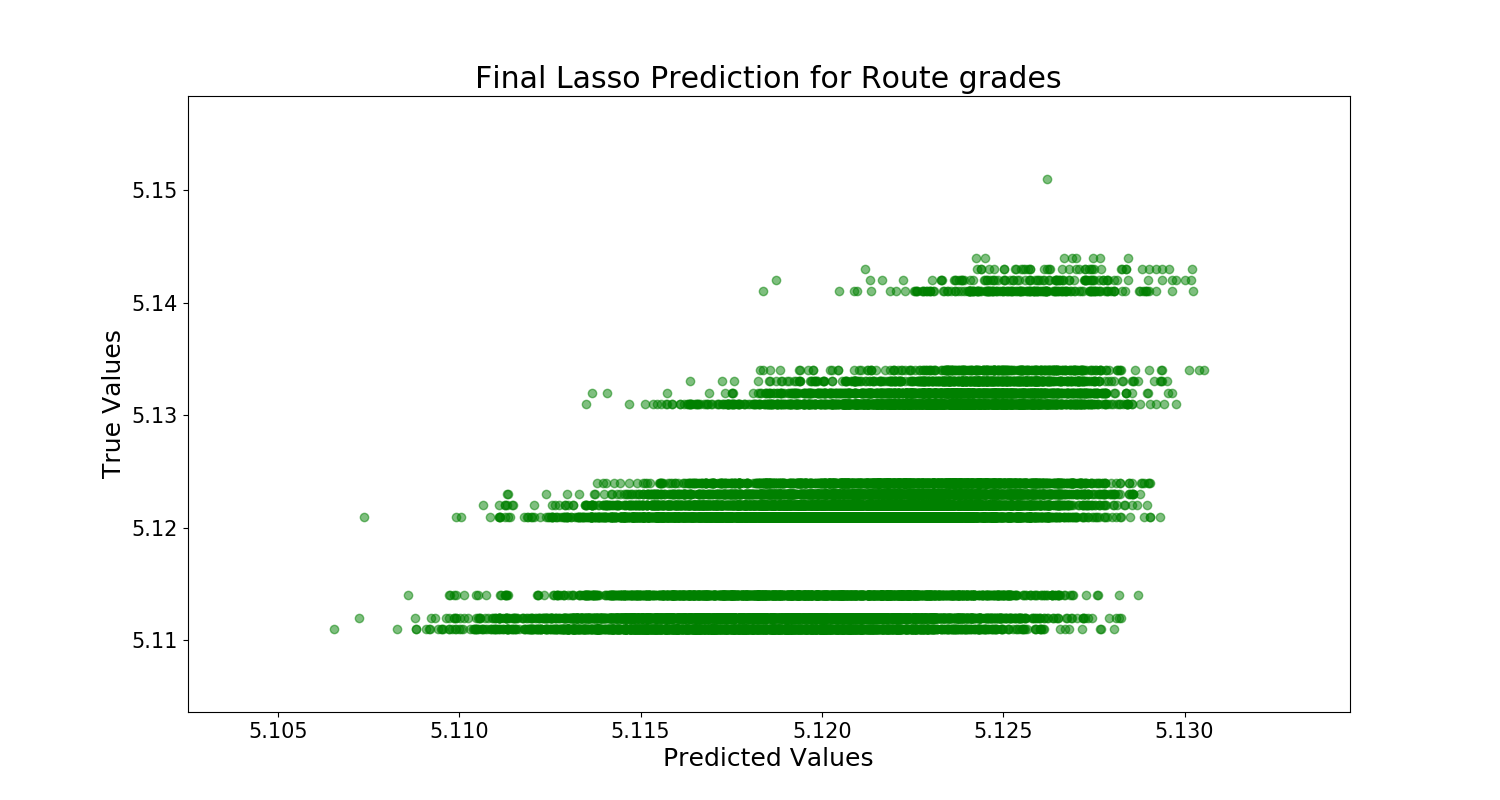 Final Lasso Prediction for Route grades
True Values
5.15
5.14
5.13
5.12
5.11
5.105 5.110 5.115 5.120 5.125 5.130
Predicted Values